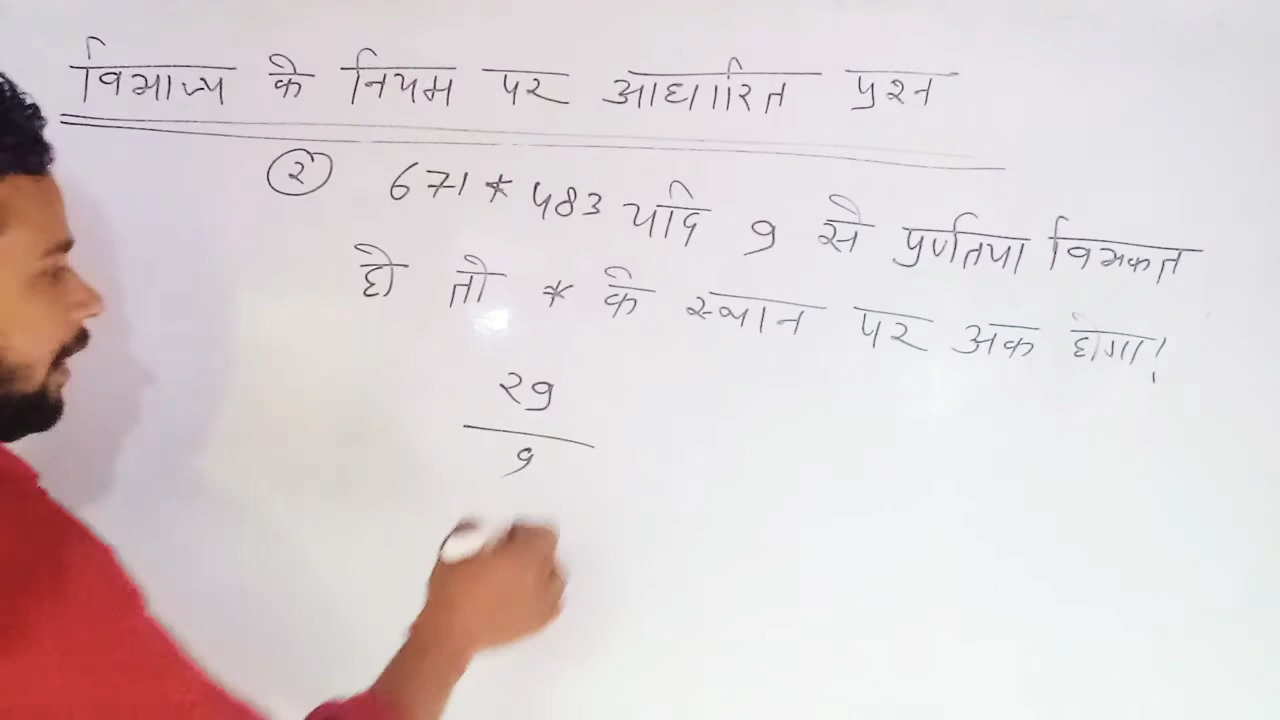 विभाज्य के नियम पर आधारित प्रश्न
② 671 * 483 यदि 9 से पुर्णतया विभक्त
हो तो * के स्थान पर अंक होगा!
29
9